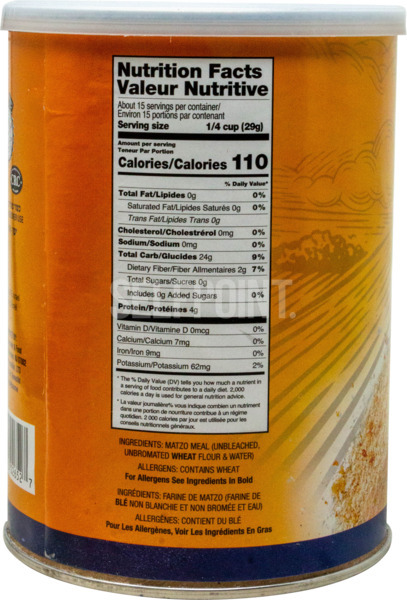 Nutrition Facts
Valeur Nutritive
About 15 servings per container/
Environ 15 portions par contenant
Serving size 1/4 cup (29g)
Amount per serving
Teneur Par Portion
Calories/Calories 110
% Daily Value*
Total Fat/Lipides 0g 0%
Saturated Fat/Lipides Saturés 0g 0%
Trans Fat/Lipides Trans 0g
Cholesterol/Cholestrérol 0mg 0%
Sodium/Sodium 0mg 0%
Total Carb/Glucides 24g 9%
Dietary Fiber/Fiber Allmentaires 2g 7%
Total Sugars/Sucres 0g
Includes 0g Added Sugars 0%
Protein/Protéines 4g
Vitamin D/Vitamine D 0mcg 0%
Calcium/Calcium 7mg 0%
Iron/Iron 9mg 0%
Potassium/Potassium 62mg 2%
* The % Daily Value (DV) tells you how much a nutrient in
a serving of food contributes to a daily diet. 2,000
calories a day is used for general nutrition advice.
* La valeur journalière% vous indique combien un nutriment
dans une portion de nourriture contribue à un régime
quotidien. 2 000 calories par jour est utilisée pour les
conseils nutritionnels généraux.
INGREDIENTS: MATZO MEAL (UNBLEACHED,
UNBROMATED WHEAT FLOUR & WATER)
ALLERGENS: CONTAINS WHEAT
For Allergens See Ingredients in Bold
INGRÉDIENTS: FARINE DE MATZO (FARINE DE
BLÉ NON BLANCHIE ET NON BROMÉE ET EAU)
ALLERGÈNES: CONTIENT DU BLÉ
Pour Les Allergènes, Voir Les Ingrédients En Gras